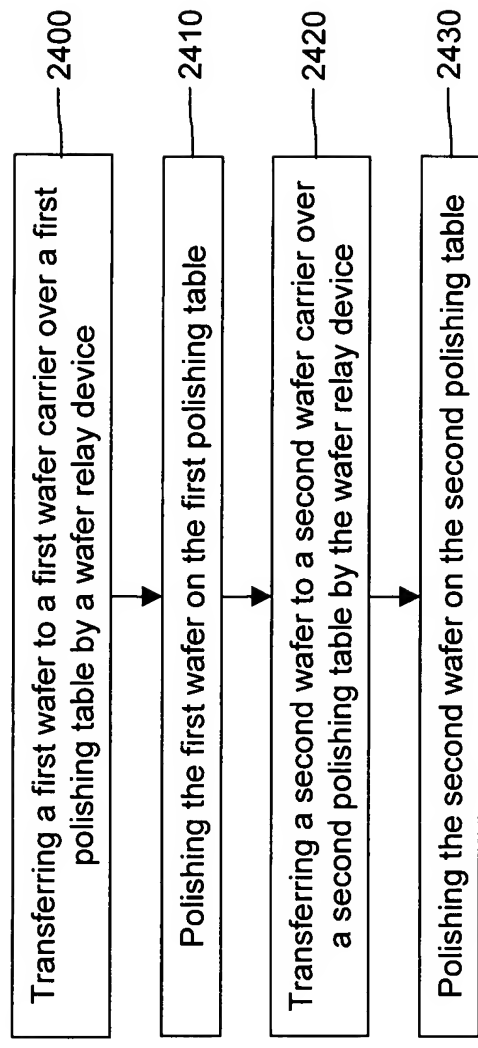 Transferring a first wafer to a first wafer carrier over a first
polishing table by a wafer relay device
2400
Polishing the first wafer on the first polishing table
2410
Transferring a second wafer to a second wafer carrier over
a second polishing table by the wafer relay device
2420
Polishing the second wafer on the second polishing table
2430